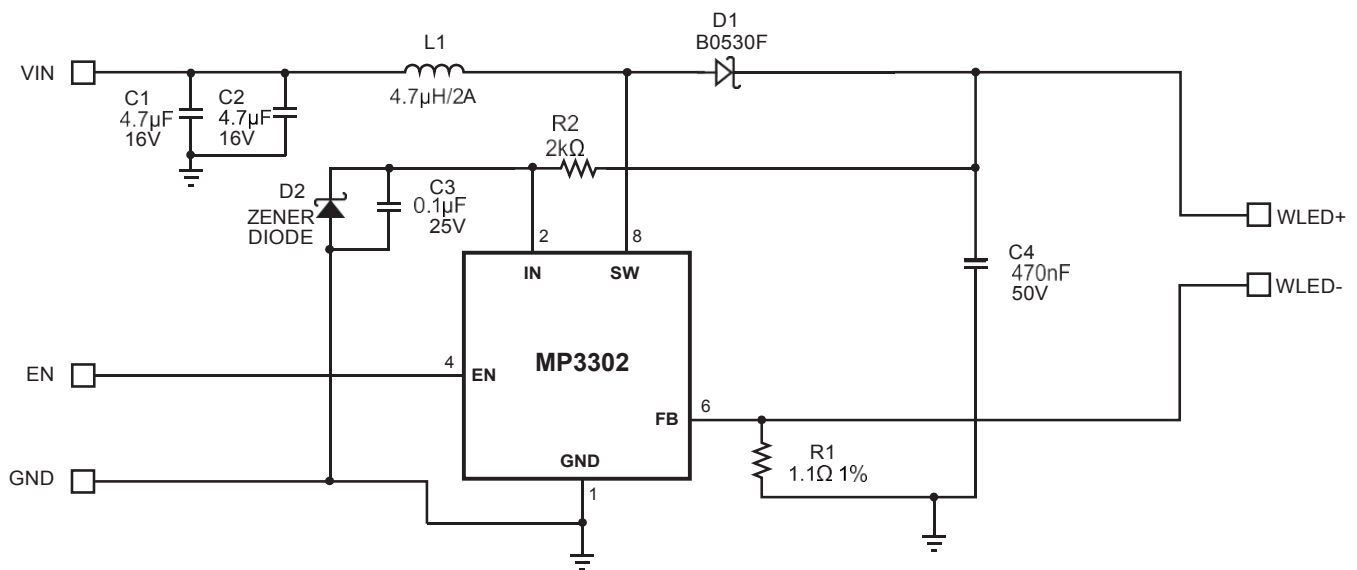 D1
B0530F
L1
4.7µH/2A
VIN
C1
4.7µF
16V
C2
4.7µF
16V
R2
2kΩ
D2
ZENER
DIODE
C3
0.1µF
25V
2
8
IN
SW
C4
470nF
50V
WLED+
WLED-
MP3302
EN
4
EN
FB
6
R1
1.1Ω 1%
GND
GND
1